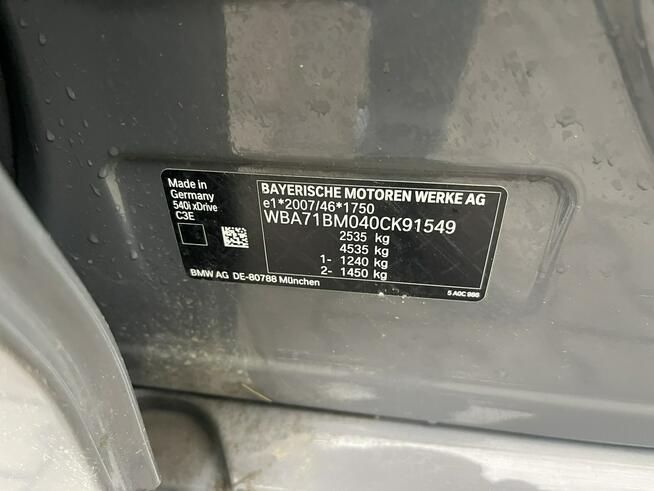 Made in
Germany
540i xDrive
C3E
BAYERISCHE MOTOREN WERKE AG
e1*2007/46*1750
WBA71BM040CK91549
2535 kg
4535 kg
1- 1240 kg
2- 1450 kg
BMW AG DE-80788 München
5 A0C 986